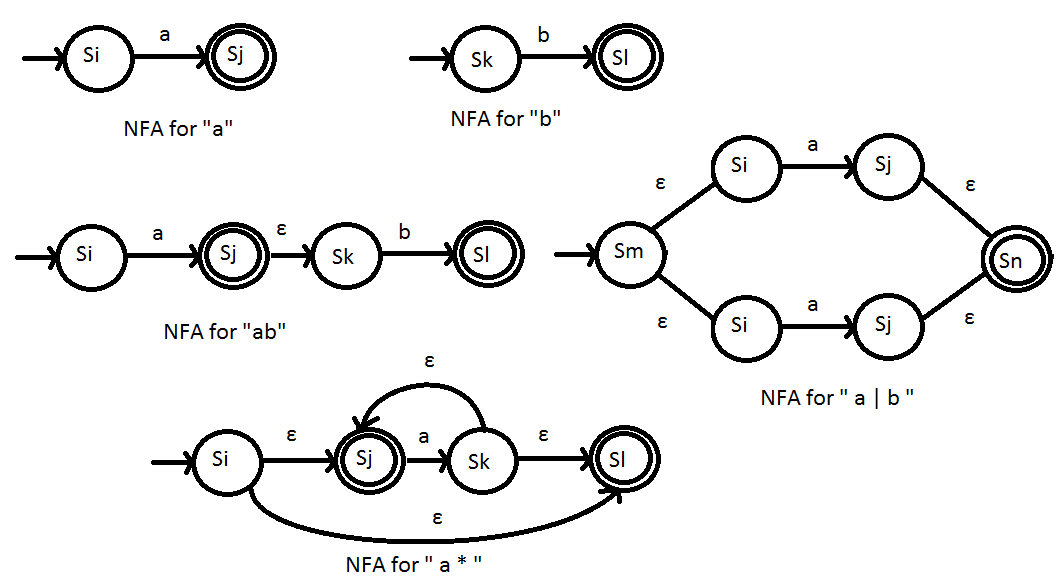 Si a Sj
NFA for "a"
Sk b Sl
NFA for "b"
Si a Sj ε Sk b Sl
NFA for "ab"
ε Si a Sj ε
Sm Sn
ε Si a Sj ε
NFA for " a | b "
ε
Si ε Sj a Sk ε Sl
ε
NFA for " a * "